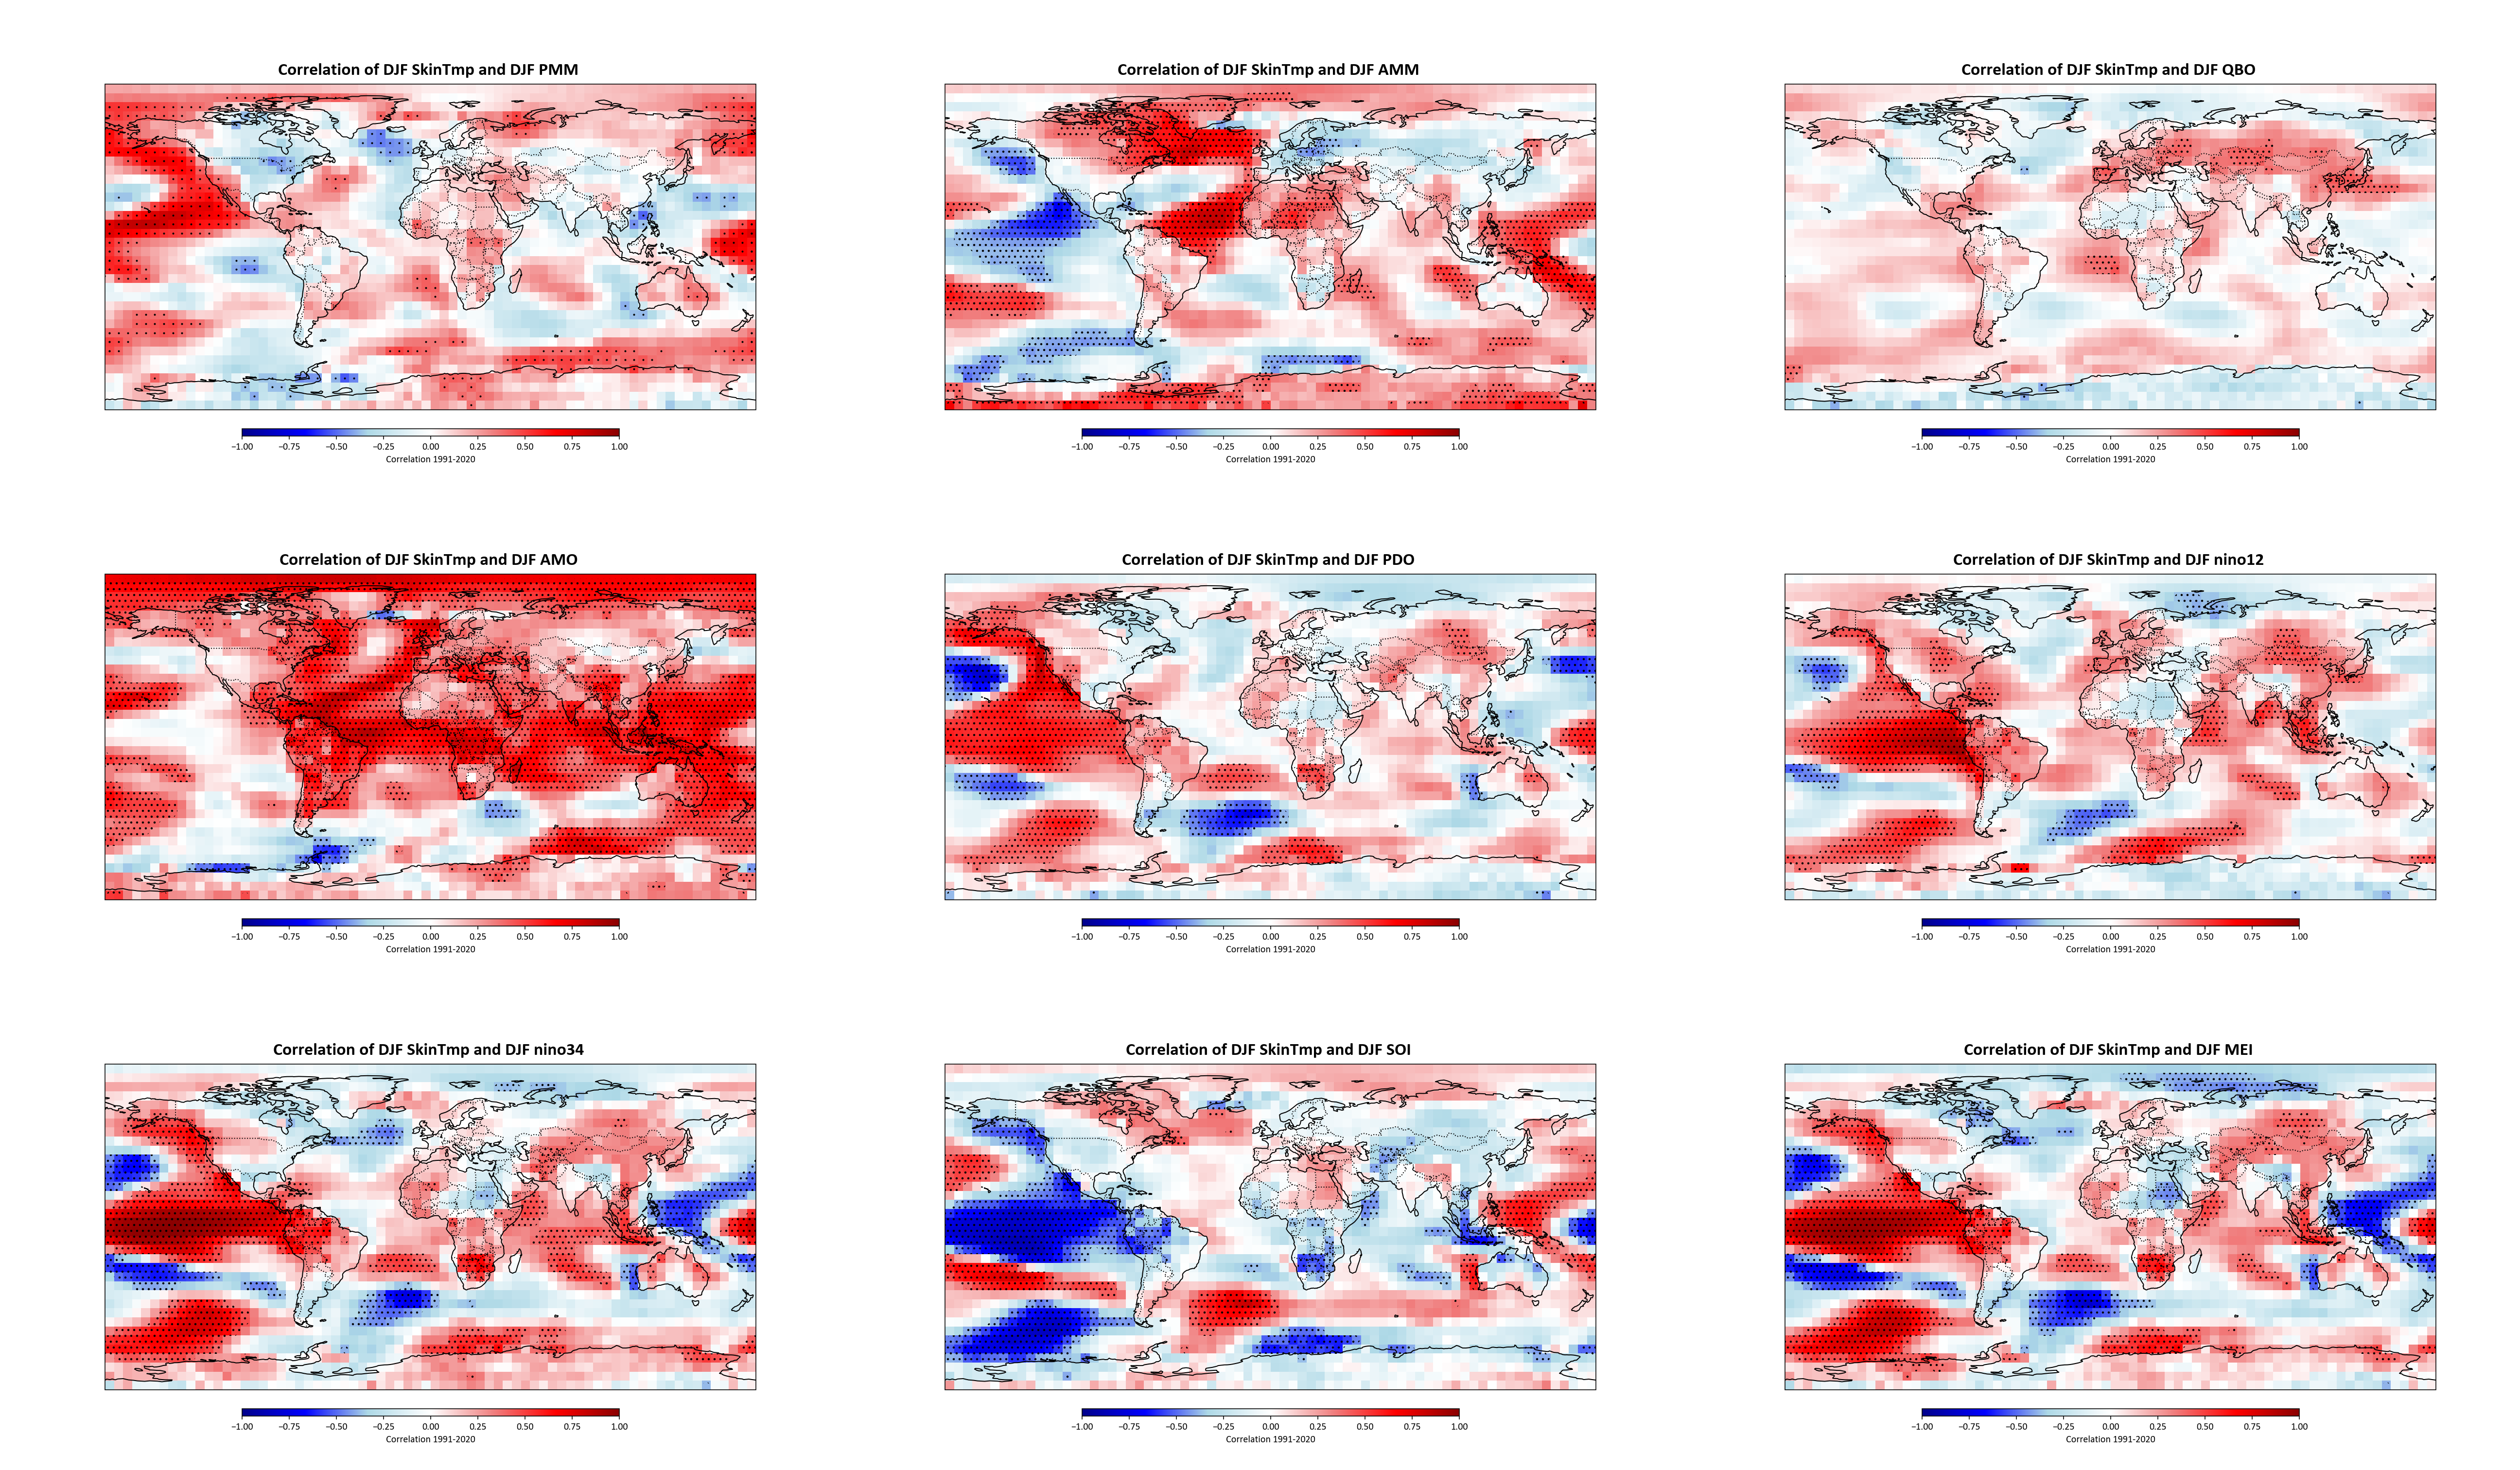 Correlation of DJF SkinTmp and DJF PMM
−1.00 −0.75 −0.50 −0.25 0.00 0.25 0.50 0.75 1.00
Correlation 1991-2020
Correlation of DJF SkinTmp and DJF AMM
−1.00 −0.75 −0.50 −0.25 0.00 0.25 0.50 0.75 1.00
Correlation 1991-2020
Correlation of DJF SkinTmp and DJF QBO
−1.00 −0.75 −0.50 −0.25 0.00 0.25 0.50 0.75 1.00
Correlation 1991-2020
Correlation of DJF SkinTmp and DJF AMO
−1.00 −0.75 −0.50 −0.25 0.00 0.25 0.50 0.75 1.00
Correlation 1991-2020
Correlation of DJF SkinTmp and DJF PDO
−1.00 −0.75 −0.50 −0.25 0.00 0.25 0.50 0.75 1.00
Correlation 1991-2020
Correlation of DJF SkinTmp and DJF nino12
−1.00 −0.75 −0.50 −0.25 0.00 0.25 0.50 0.75 1.00
Correlation 1991-2020
Correlation of DJF SkinTmp and DJF nino34
−1.00 −0.75 −0.50 −0.25 0.00 0.25 0.50 0.75 1.00
Correlation 1991-2020
Correlation of DJF SkinTmp and DJF SOI
−1.00 −0.75 −0.50 −0.25 0.00 0.25 0.50 0.75 1.00
Correlation 1991-2020
Correlation of DJF SkinTmp and DJF MEI
−1.00 −0.75 −0.50 −0.25 0.00 0.25 0.50 0.75 1.00
Correlation 1991-2020